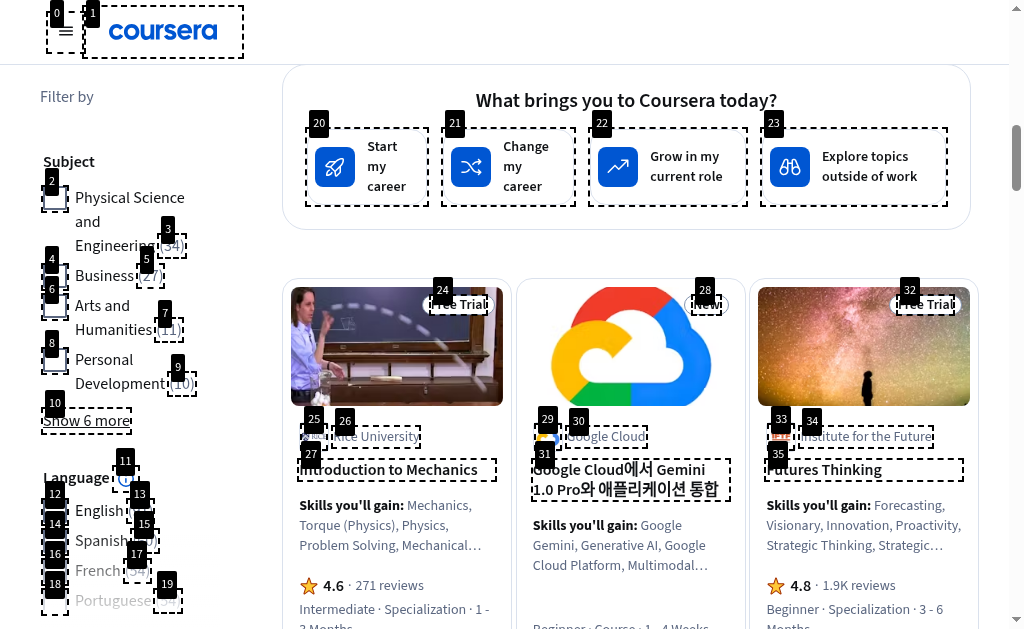 coursera
Filter by
Subject
Physical Science
and
Engineering (34)
Business (27)
Arts and
Humanities (11)
Personal
Development (10)
Show 6 more
Language
English
Spanish
French (54)
Portuguese (54)
What brings you to Coursera today?
Start
my
career
Change
my
career
Grow in my
current role
Explore topics
outside of work
Free Trial
Rice University
Introduction to Mechanics
Skills you'll gain: Mechanics,
Torque (Physics), Physics,
Problem Solving, Mechanical…
4.6 · 271 reviews
Intermediate · Specialization · 1 -
3 Months
New
Google Cloud
Google Cloud에서 Gemini
1.0 Pro와 애플리케이션 통합
Skills you'll gain: Google
Gemini, Generative AI, Google
Cloud Platform, Multimodal…
Beginner · Course · 1 - 4 Weeks
Free Trial
Institute for the Future
Futures Thinking
Skills you'll gain: Forecasting,
Visionary, Innovation, Proactivity,
Strategic Thinking, Strategic…
4.8 · 1.9K reviews
Beginner · Specialization · 3 - 6
Months
0
1
2
3
4
5
6
7
8
9
10
11
12
13
14
15
16
17
18
19
20
21
22
23
24
25
26
27
28
29
30
31
32
33
34
35